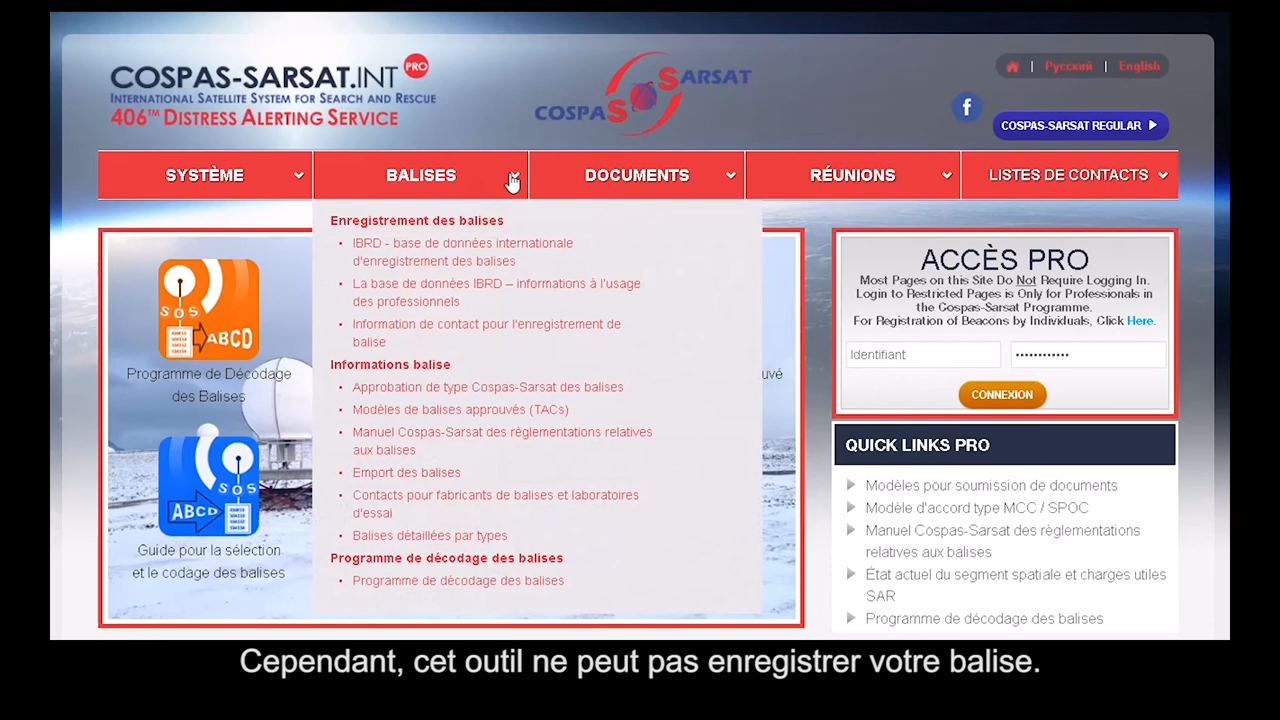 COSPAS-SARSAT.INT PRO
INTERNATIONAL SATELLITE SYSTEM FOR SEARCH AND RESCUE
406™ DISTRESS ALERTING SERVICE
COSPAS SARSAT
Русский | English
COSPAS-SARSAT REGULAR
SYSTÈME
BALISES
DOCUMENTS
RÉUNIONS
LISTES DE CONTACTS
SOS
ABCD
Programme de Décodage
des Balises
SOS
ABCD
Guide pour la sélection
et le codage des balises
Enregistrement des balises
• IBRD - base de données internationale
d'enregistrement des balises
• La base de données IBRD – informations à l'usage
des professionnels
• Information de contact pour l'enregistrement de
balise
Informations balise
• Approbation de type Cospas-Sarsat des balises
• Modèles de balises approuvés (TACs)
• Manuel Cospas-Sarsat des règlementations relatives
aux balises
• Emport des balises
• Contacts pour fabricants de balises et laboratoires
d'essai
• Balises détaillées par types
Programme de décodage des balises
• Programme de décodage des balises
uvé
ACCÈS PRO
Most Pages on this Site Do Not Require Logging In.
Login to Restricted Pages is Only for Professionals in
the Cospas-Sarsat Programme.
For Registration of Beacons by Individuals, Click Here.
Identifiant
••••••••••••
CONNEXION
QUICK LINKS PRO
Modèles pour soumission de documents
Modèle d'accord type MCC / SPOC
Manuel Cospas-Sarsat des règlementations
relatives aux balises
État actuel du segment spatiale et charges utiles
SAR
Programme de décodage des balises
Cependant, cet outil ne peut pas enregistrer votre balise.